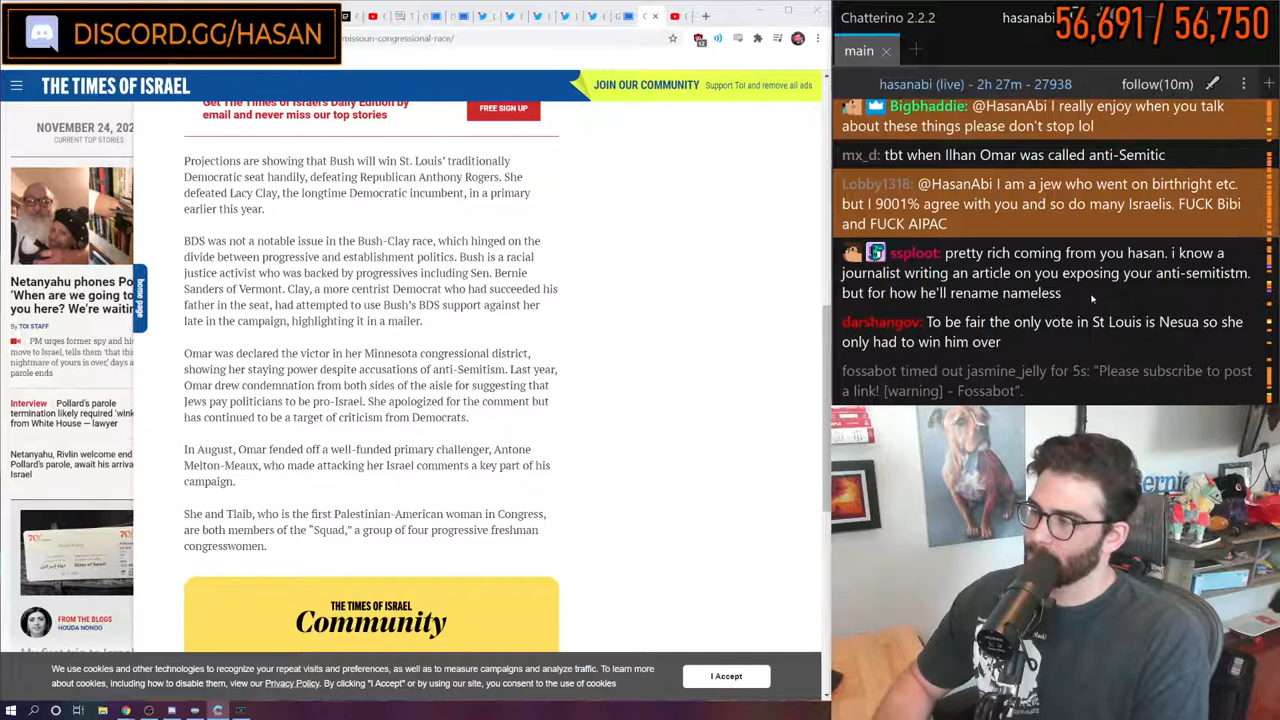 DISCORD.GG/HASAN
missouri-congressional-race/
THE TIMES OF ISRAEL
JOIN OUR COMMUNITY
Support ToI and remove all ads
NOVEMBER 24, 202
CURRENT TOP STORIES
Netanyahu phones Po
'When are we going to
you here? We're waitin
By TOI STAFF
PM urges former spy and his
move to Israel, tells them 'that this
nightmare of yours is over,' days a
parole ends
Interview Pollard's parole
termination likely required 'wink
from White House — lawyer
Netanyahu, Rivlin welcome end
Pollard's parole, await his arriva
Israel
FROM THE BLOGS
HOUDA NONOO
home page
Get The Times of Israel's Daily Edition by
email and never miss our top stories
FREE SIGN UP
Projections are showing that Bush will win St. Louis' traditionally
Democratic seat handily, defeating Republican Anthony Rogers. She
defeated Lacy Clay, the longtime Democratic incumbent, in a primary
earlier this year.
BDS was not a notable issue in the Bush-Clay race, which hinged on the
divide between progressive and establishment politics. Bush is a racial
justice activist who was backed by progressives including Sen. Bernie
Sanders of Vermont. Clay, a more centrist Democrat who had succeeded his
father in the seat, had attempted to use Bush's BDS support against her
late in the campaign, highlighting it in a mailer.
Omar was declared the victor in her Minnesota congressional district,
showing her staying power despite accusations of anti-Semitism. Last year,
Omar drew condemnation from both sides of the aisle for suggesting that
Jews pay politicians to be pro-Israel. She apologized for the comment but
has continued to be a target of criticism from Democrats.
In August, Omar fended off a well-funded primary challenger, Antone
Melton-Meaux, who made attacking her Israel comments a key part of his
campaign.
She and Tlaib, who is the first Palestinian-American woman in Congress,
are both members of the “Squad,” a group of four progressive freshman
congresswomen.
THE TIMES OF ISRAEL
Community
We use cookies and other technologies to recognize your repeat visits and preferences, as well as to measure campaigns and analyze traffic. To learn more
about cookies, including how to disable them, view our Privacy Policy. By clicking "I Accept" or by using our site, you consent to the use of cookies
I Accept
Chatterino 2.2.2
hasanabi
56,691 / 56,750
main
hasanabi (live) - 2h 27m - 27938
follow(10m)
Bigbhaddie: @HasanAbi I really enjoy when you talk
about these things please don't stop lol
mx_d: tbt when Ilhan Omar was called anti-Semitic
Lobby1318: @HasanAbi I am a jew who went on birthright etc.
but I 9001% agree with you and so do many Israelis. FUCK Bibi
and FUCK AIPAC
ssploot: pretty rich coming from you hasan. i know a
journalist writing an article on you exposing your anti-semitistm.
but for how he'll rename nameless
darshangov: To be fair the only vote in St Louis is Nesua so she
only had to win him over
fossabot timed out jasmine_jelly for 5s: "Please subscribe to post
a link! [warning] - Fossabot".